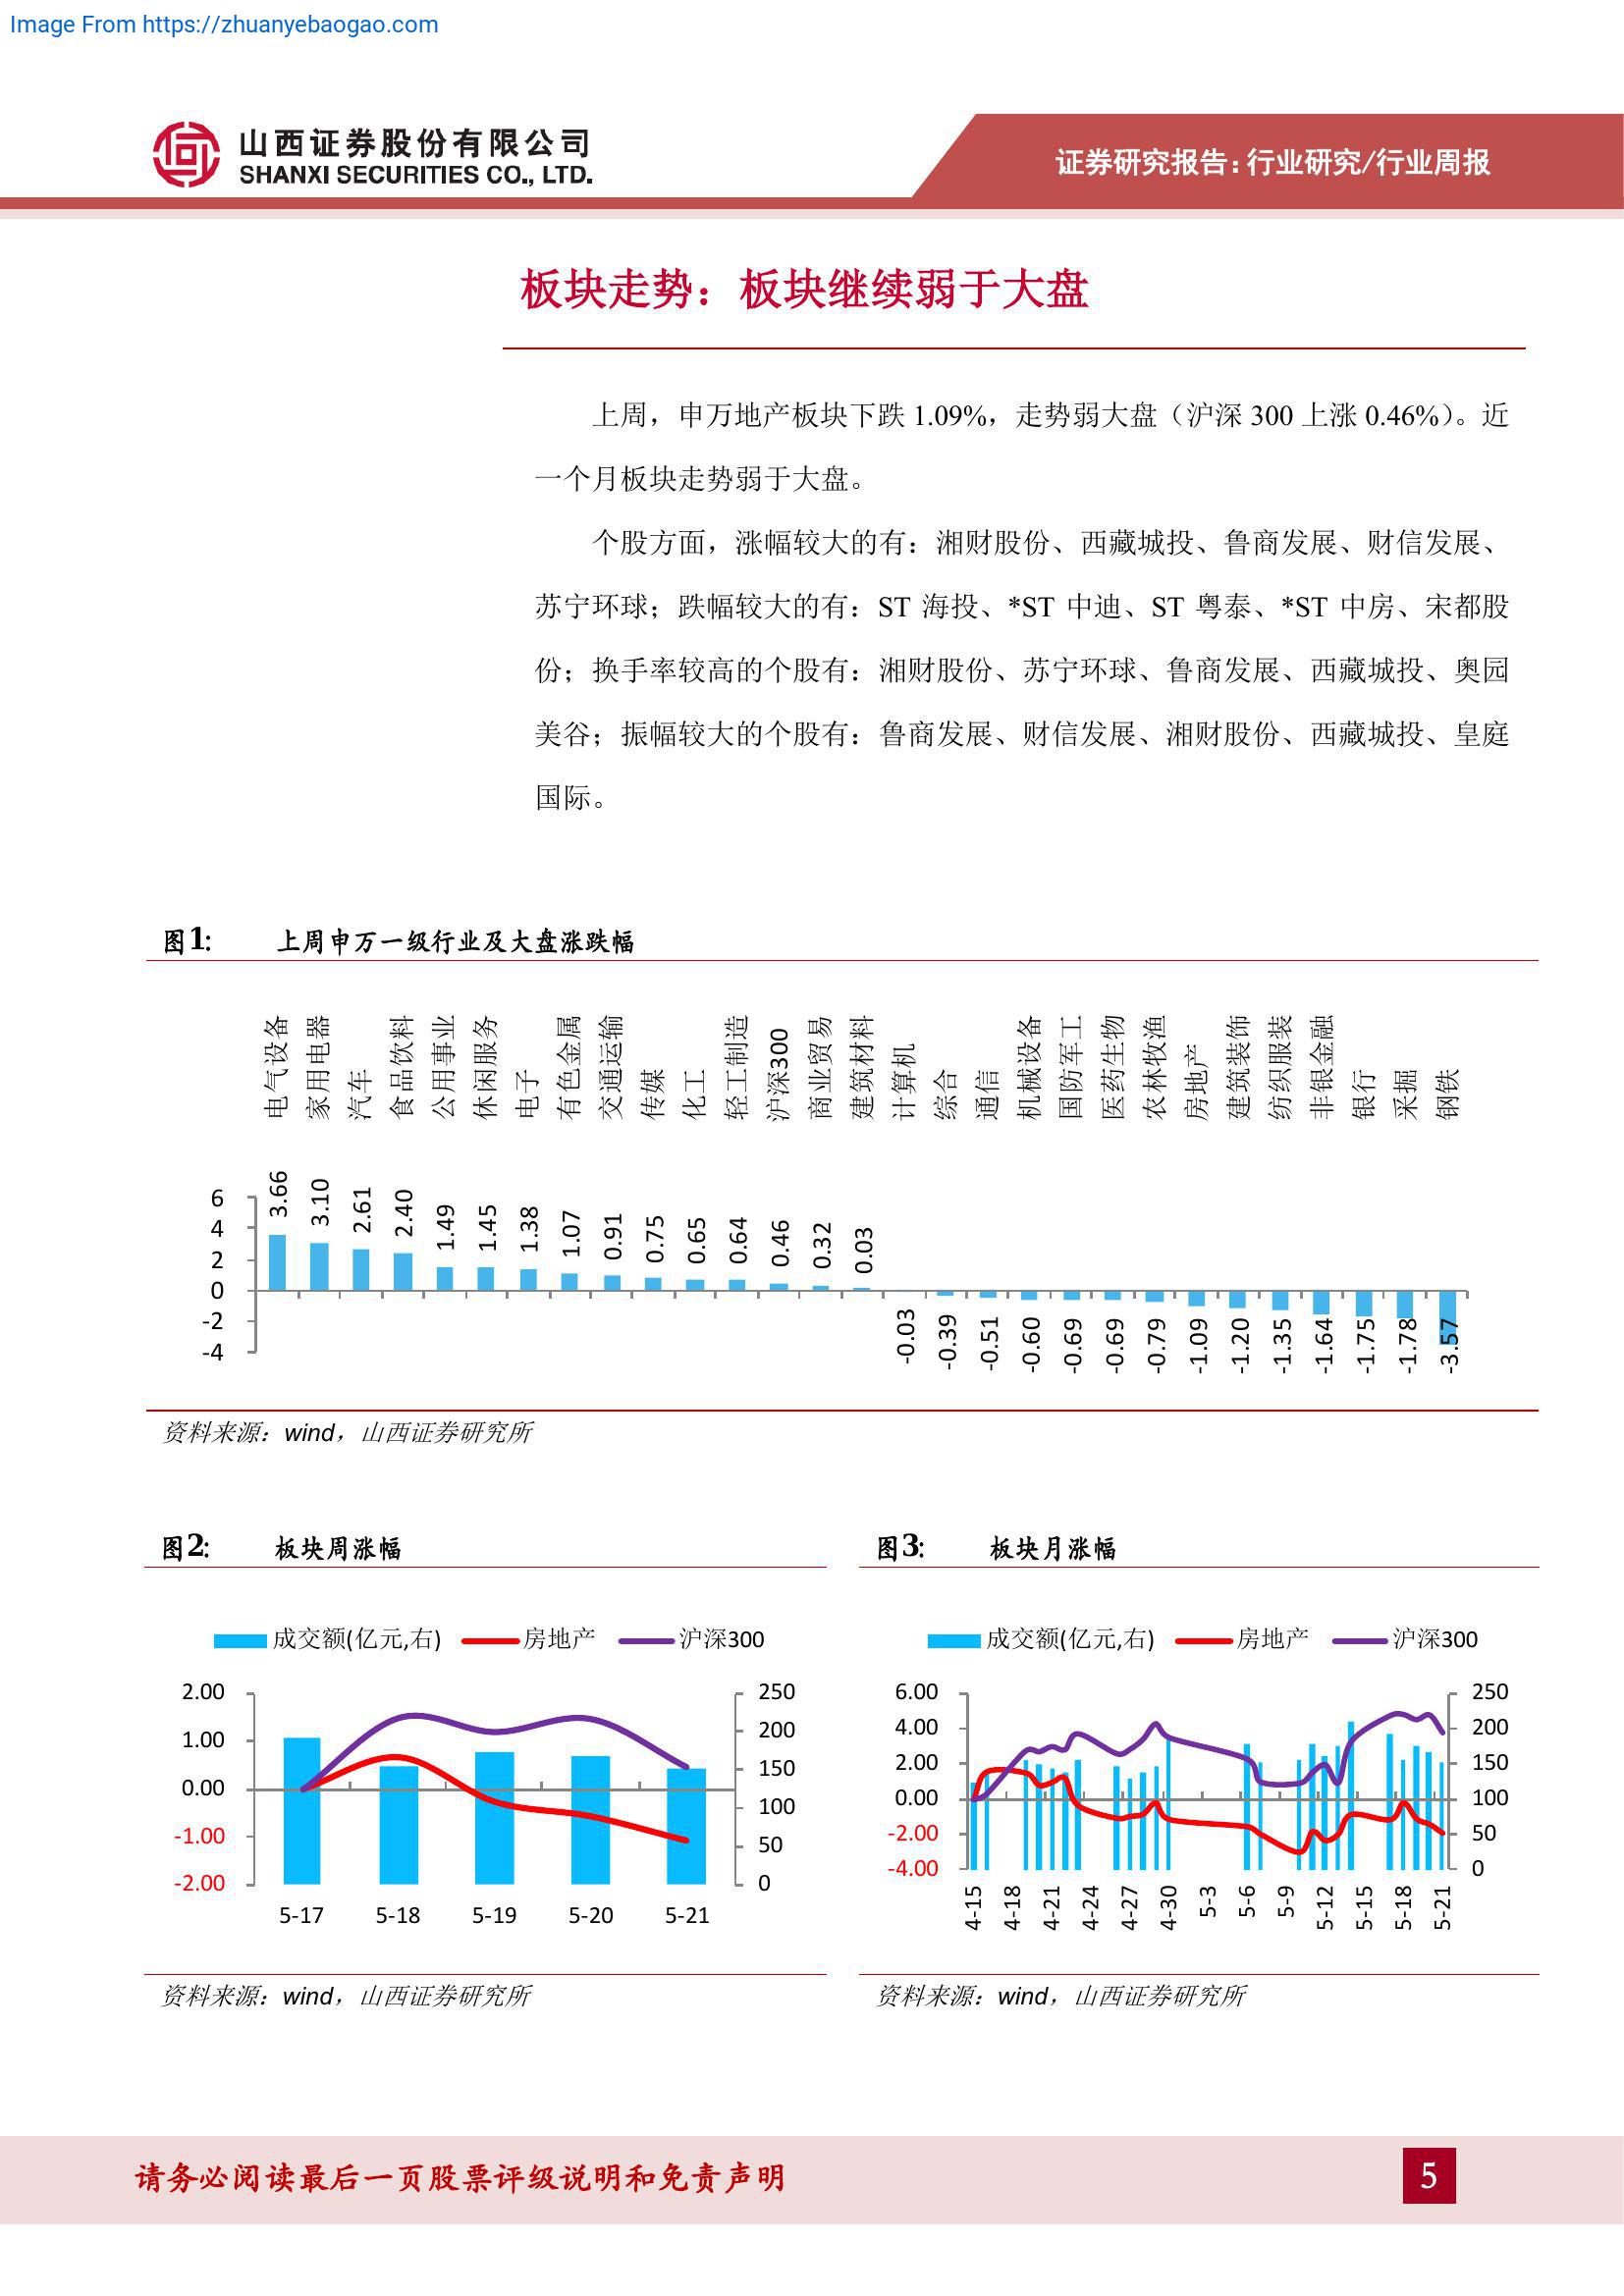 Image From https://zhuanyebaogao.com
山西证券股份有限公司
SHANXI SECURITIES CO., LTD.
证券研究报告:行业研究/行业周报
板块走势：板块继续弱于大盘
上周，申万地产板块下跌 1.09%，走势弱大盘（沪深 300 上涨 0.46%）。近
一个月板块走势弱于大盘。
个股方面，涨幅较大的有：湘财股份、西藏城投、鲁商发展、财信发展、
苏宁环球；跌幅较大的有：ST 海投、*ST 中迪、ST 粤泰、*ST 中房、宋都股
份；换手率较高的个股有：湘财股份、苏宁环球、鲁商发展、西藏城投、奥园
美谷；振幅较大的个股有：鲁商发展、财信发展、湘财股份、西藏城投、皇庭
国际。
图1: 上周申万一级行业及大盘涨跌幅
电气设备 家用电器 汽车 食品饮料 公用事业 休闲服务 电子 有色金属 交通运输 传媒 化工 轻工制造 沪深300 商业贸易 建筑材料 计算机 综合 通信 机械设备 国防军工 医药生物 农林牧渔 房地产 建筑装饰 纺织服装 非银金融 银行 采掘 钢铁
3.66 3.10 2.61 2.40 1.49 1.45 1.38 1.07 0.91 0.75 0.65 0.64 0.46 0.32 0.03
6
4
2
0
-2
-4
-0.03 -0.39 -0.51 -0.60 -0.69 -0.69 -0.79 -1.09 -1.20 -1.35 -1.64 -1.75 -1.78 -3.57
资料来源：wind，山西证券研究所
图2: 板块周涨幅
成交额(亿元,右) 房地产 沪深300
2.00 250
1.00 200
0.00 150
-1.00 100
-2.00 50
0
5-17 5-18 5-19 5-20 5-21
资料来源：wind，山西证券研究所
图3: 板块月涨幅
成交额(亿元,右) 房地产 沪深300
6.00 250
4.00 200
2.00 150
0.00 100
-2.00 50
-4.00 0
4-15 4-18 4-21 4-24 4-27 4-30 5-3 5-6 5-9 5-12 5-15 5-18 5-21
资料来源：wind，山西证券研究所
请务必阅读最后一页股票评级说明和免责声明
5